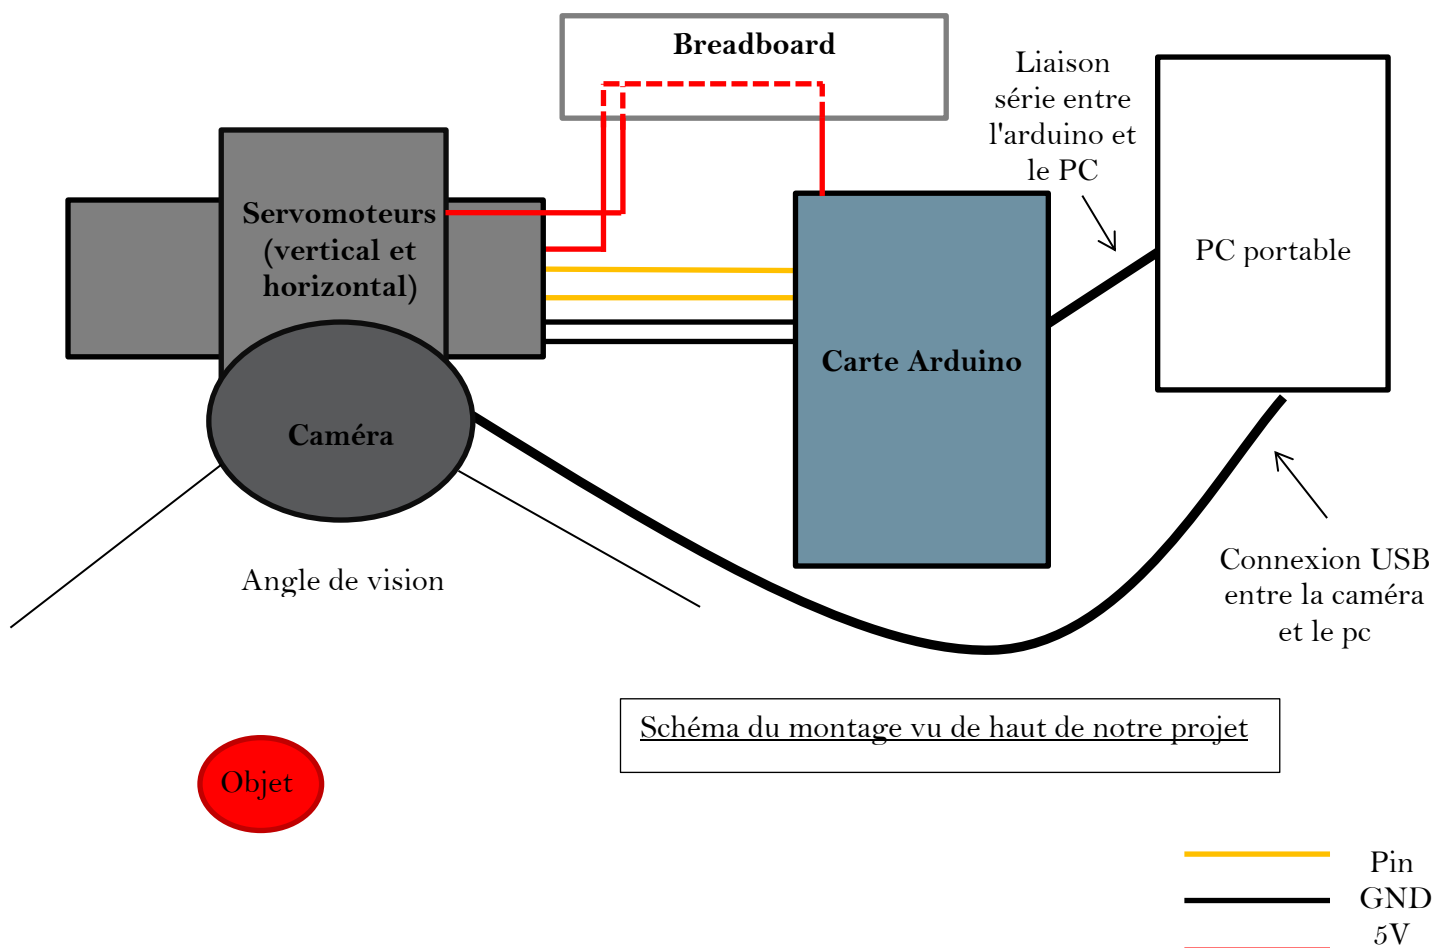 Breadboard
Liaison
série entre
l'arduino et
le PC
Servomoteurs
(vertical et
horizontal)
PC portable
Carte Arduino
Caméra
Angle de vision
Connexion USB
entre la caméra
et le pc
Schéma du montage vu de haut de notre projet
Objet
Pin
GND
5V